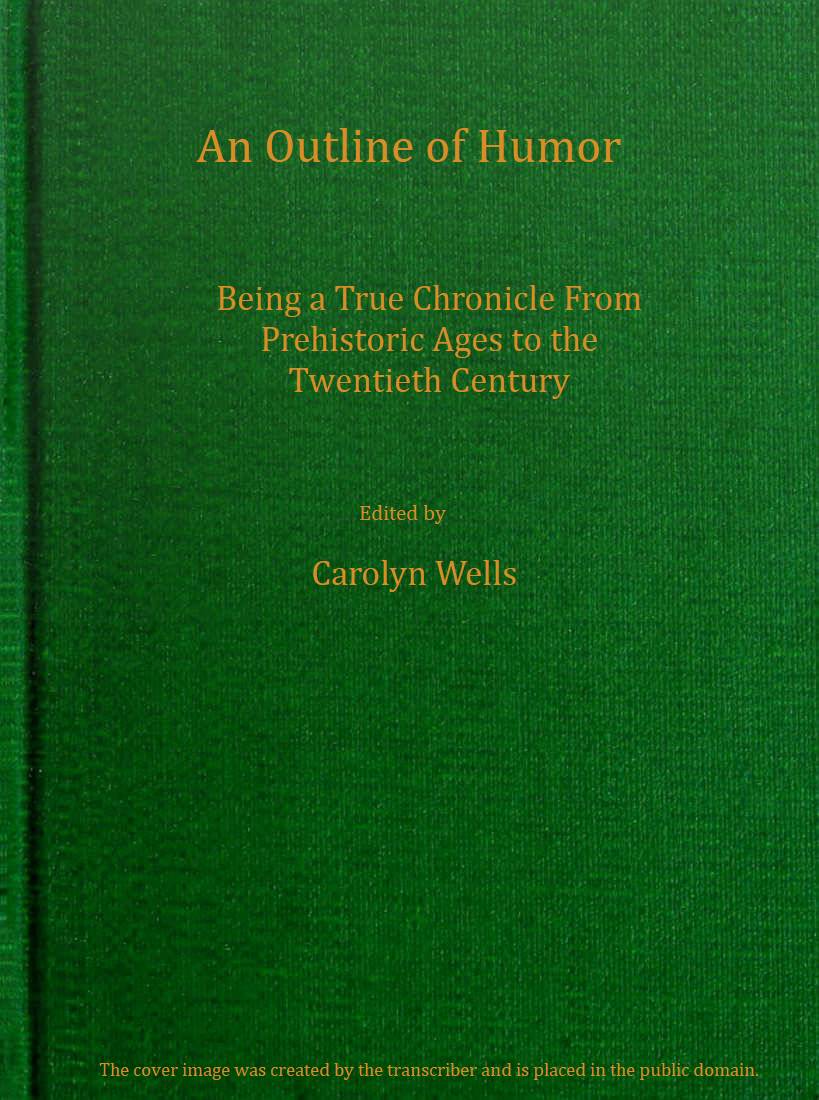 An Outline of Humor
Being a True Chronicle From
Prehistoric Ages to the
Twentieth Century
Edited by
Carolyn Wells
The cover image was created by the transcriber and is placed in the public domain.